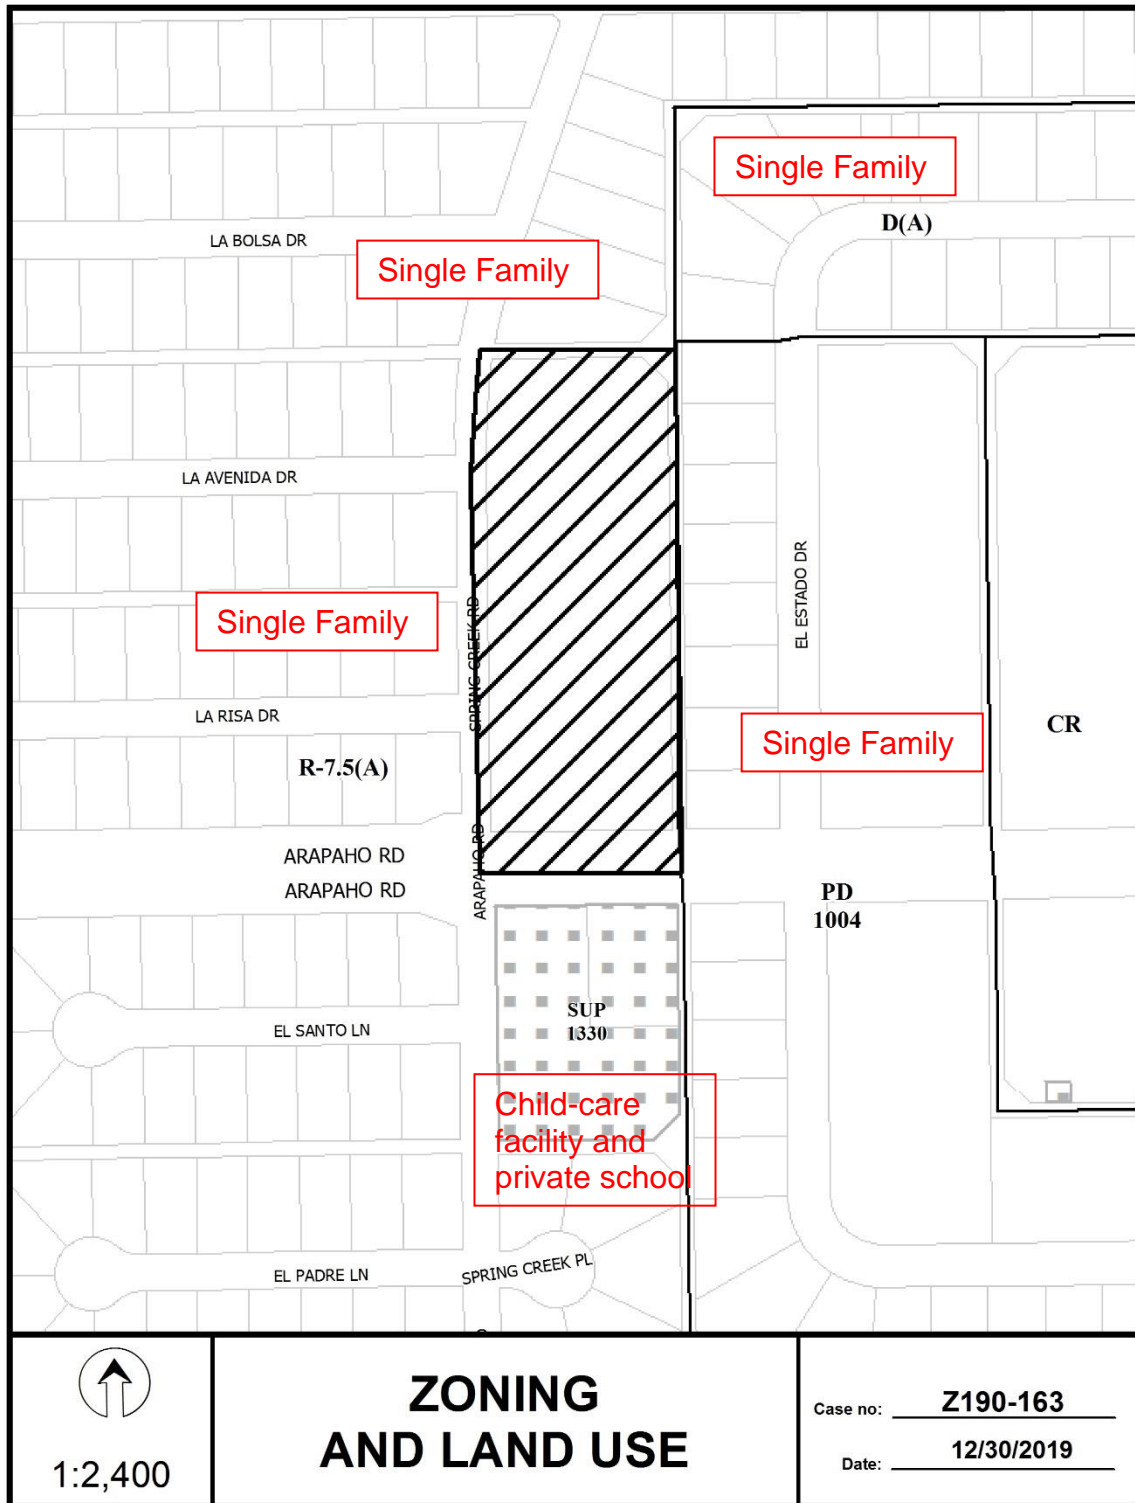 Single Family
D(A)
LA BOLSA DR
Single Family
LA AVENIDA DR
EL ESTADO DR
Single Family
SPRING CREEK RD
LA RISA DR
Single Family
CR
R-7.5(A)
ARAPAHO RD
ARAPAHO RD
ARAPAHO RD
PD
1004
SUP
1330
EL SANTO LN
Child-care
facility and
private school
EL PADRE LN
SPRING CREEK PL
1:2,400
ZONING
AND LAND USE
Case no: Z190-163
Date: 12/30/2019